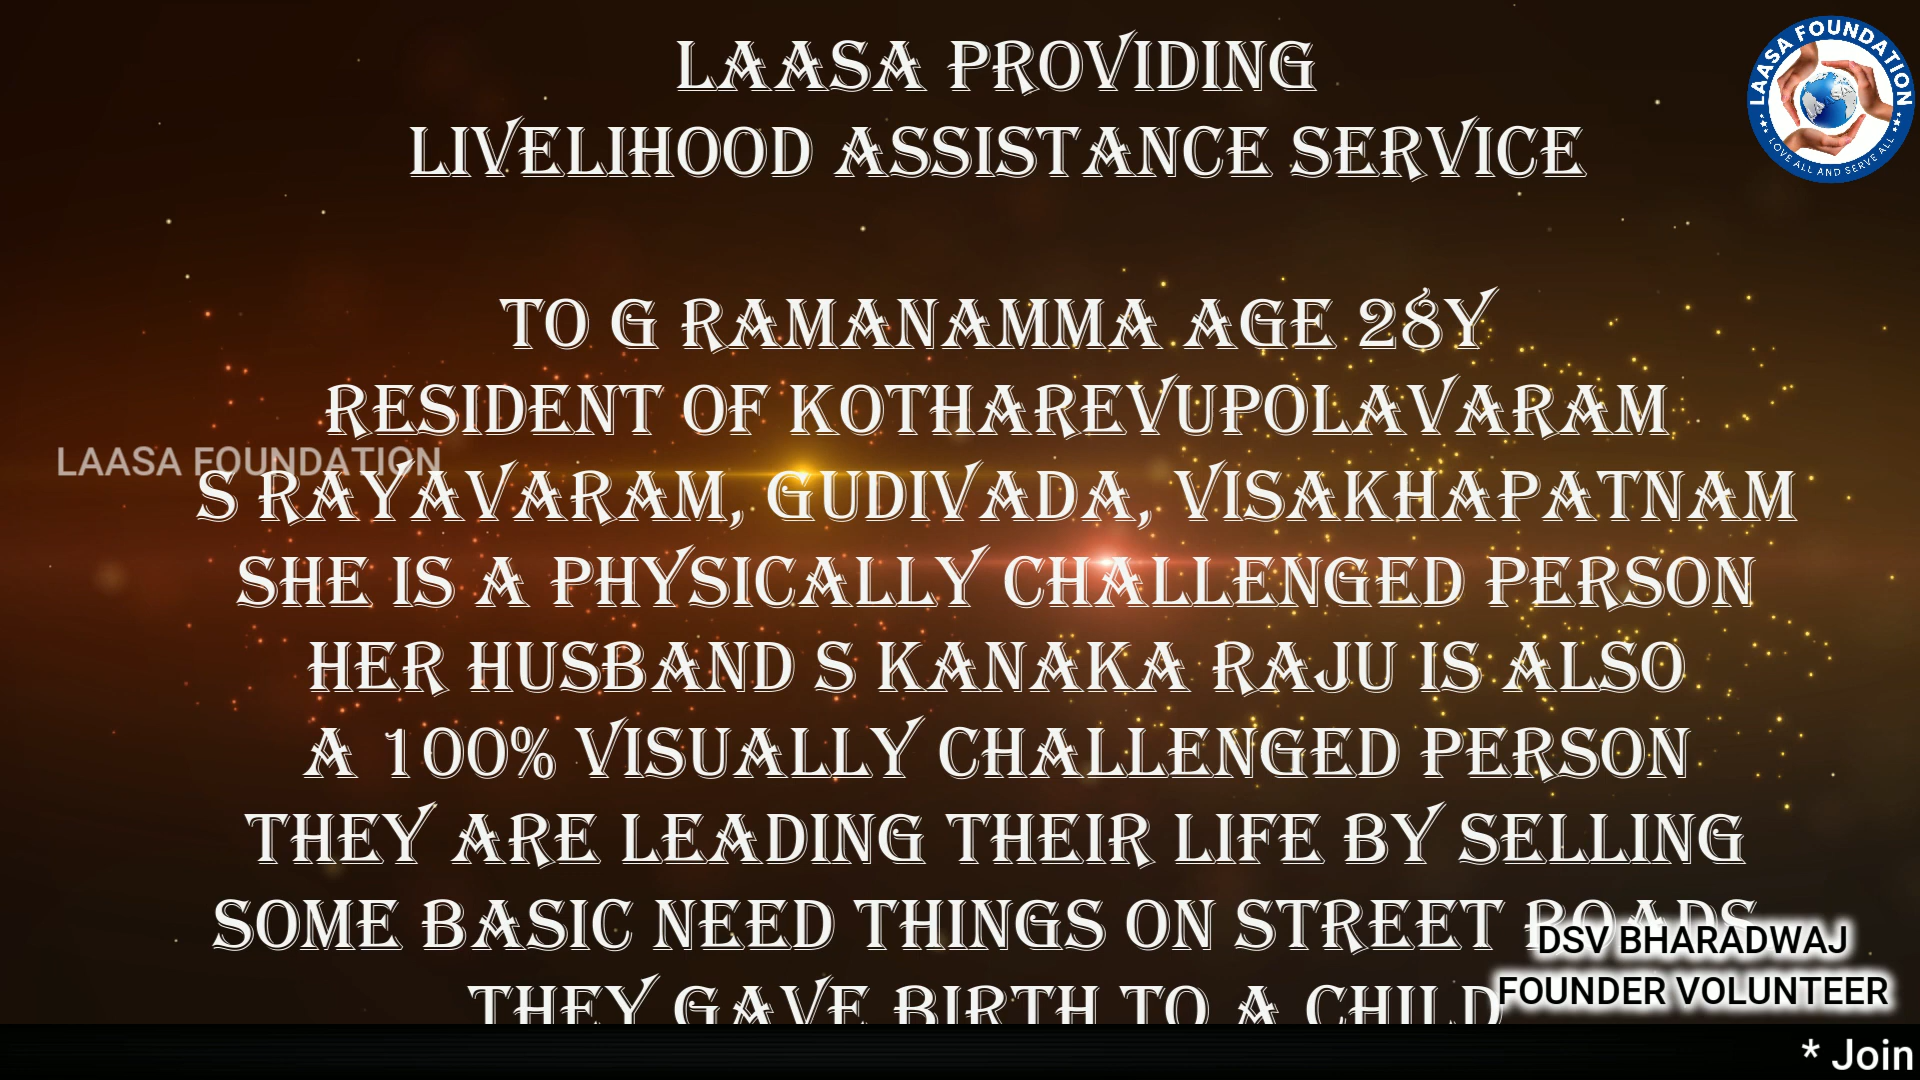 LAASA PROVIDING
LIVELIHOOD ASSISTANCE SERVICE
TO G RAMANAMMA AGE 28Y
RESIDENT OF KOTHAREVUPOLAVARAM
S RAYAVARAM, GUDIVADA, VISAKHAPATNAM
SHE IS A PHYSICALLY CHALLENGED PERSON
HER HUSBAND S KANAKA RAJU IS ALSO
A 100% VISUALLY CHALLENGED PERSON
THEY ARE LEADING THEIR LIFE BY SELLING
SOME BASIC NEED THINGS ON STREET ROADS
THEY GAVE BIRTH TO A CHILD
LAASA FOUNDATION
LAASA FOUNDATION
LOVE ALL AND SERVE ALL
DSV BHARADWAJ
FOUNDER VOLUNTEER
* Join